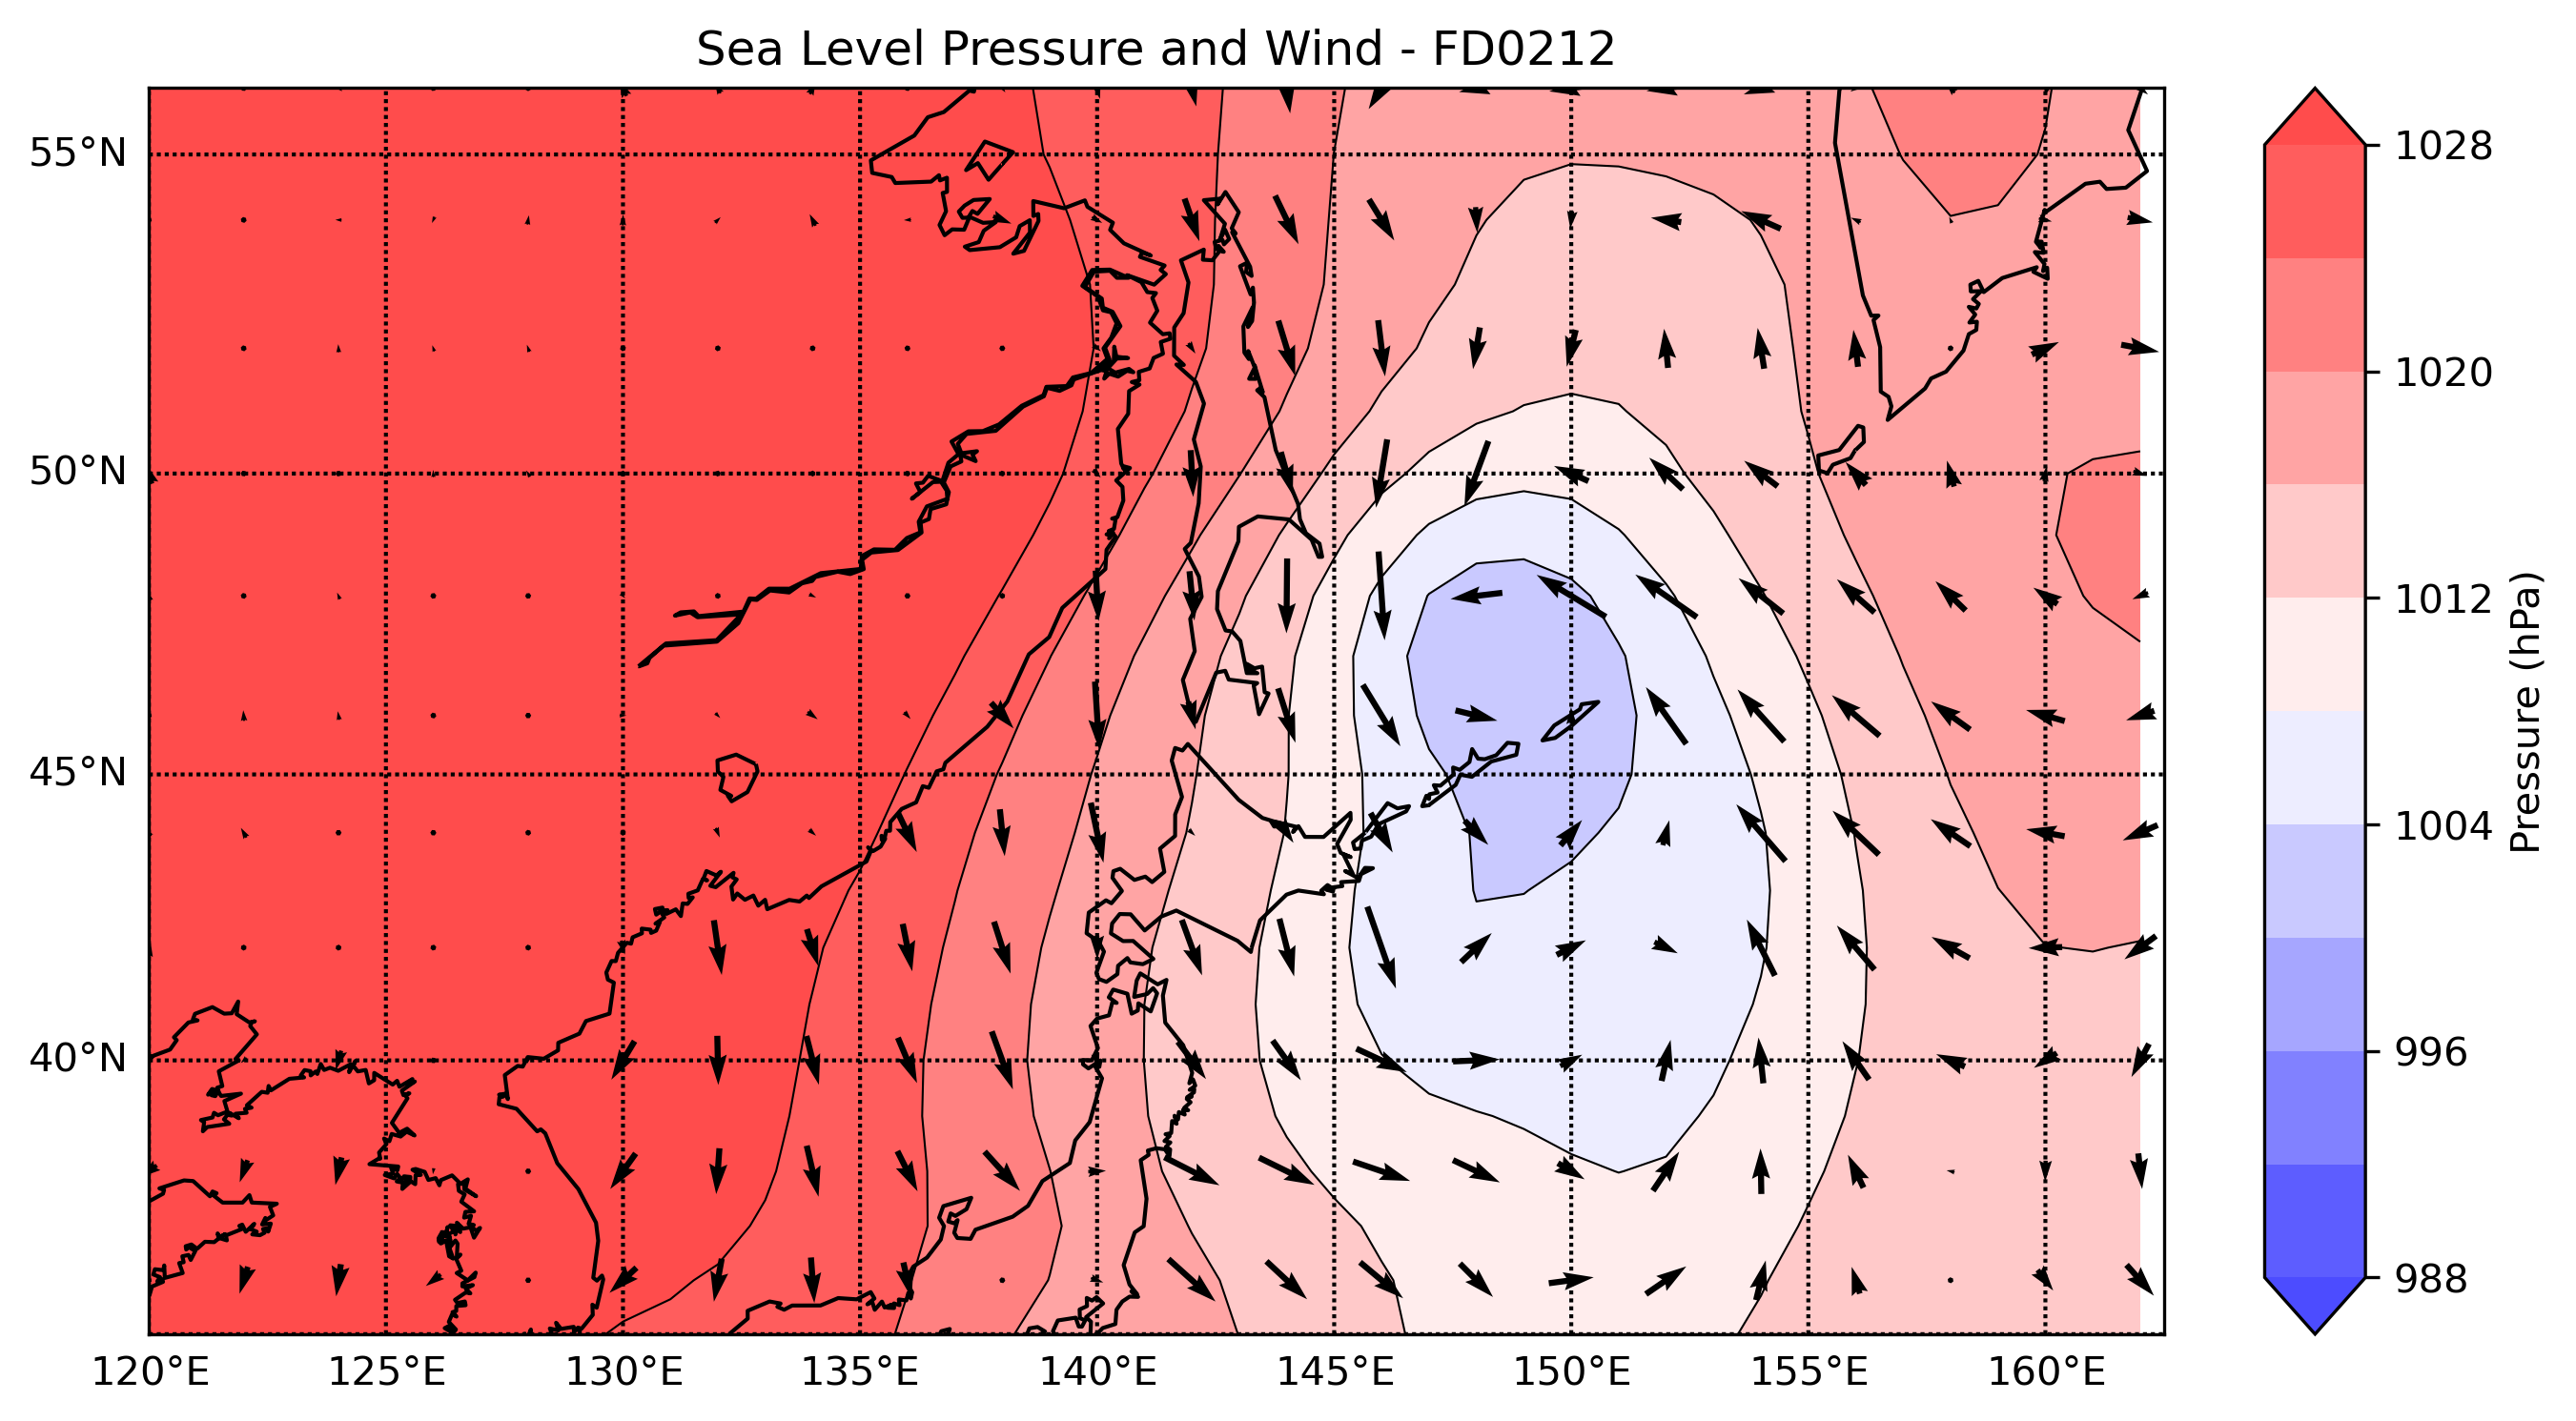 Sea Level Pressure and Wind - FD0212
55°N
50°N
45°N
40°N
120°E 125°E 130°E 135°E 140°E 145°E 150°E 155°E 160°E
1028
1020
1012
1004
996
988
Pressure (hPa)